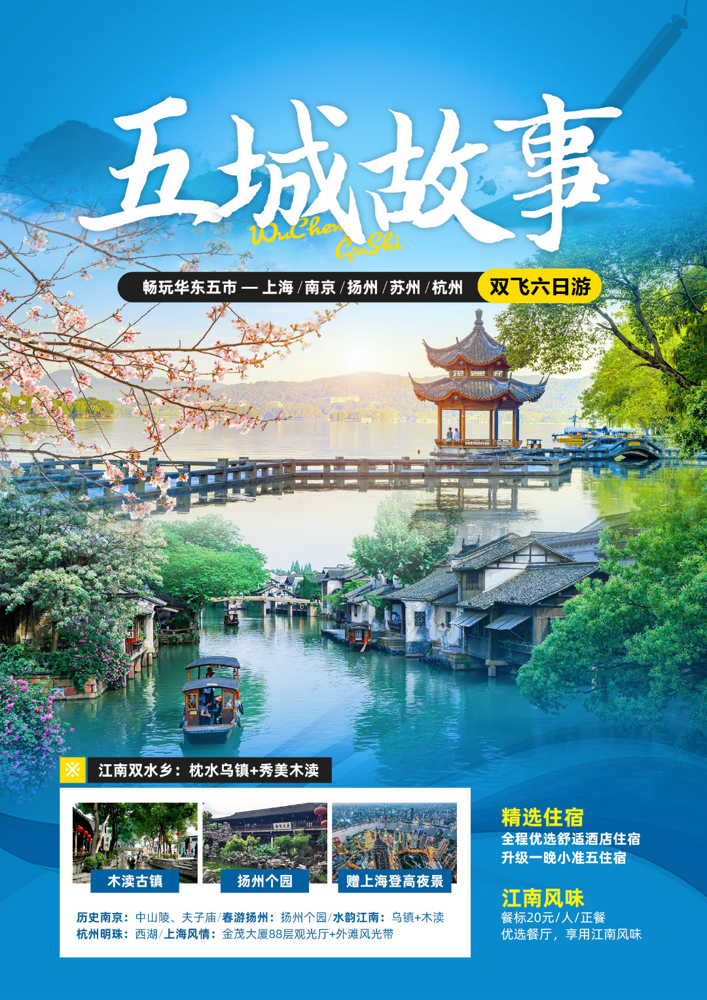 五城故事
WuCheng
GuShi
畅玩华东五市 — 上海 / 南京 / 扬州 / 苏州 / 杭州 双飞六日游
※ 江南双水乡：枕水乌镇+秀美木渎
木渎古镇 扬州个园 赠上海登高夜景
历史南京：中山陵、夫子庙/春游扬州：扬州个园/水韵江南：乌镇+木渎
杭州明珠：西湖/上海风情：金茂大厦88层观光厅+外滩风光带
精选住宿
全程优选舒适酒店住宿
升级一晚小准五住宿
江南风味
餐标20元/人/正餐
优选餐厅，享用江南风味